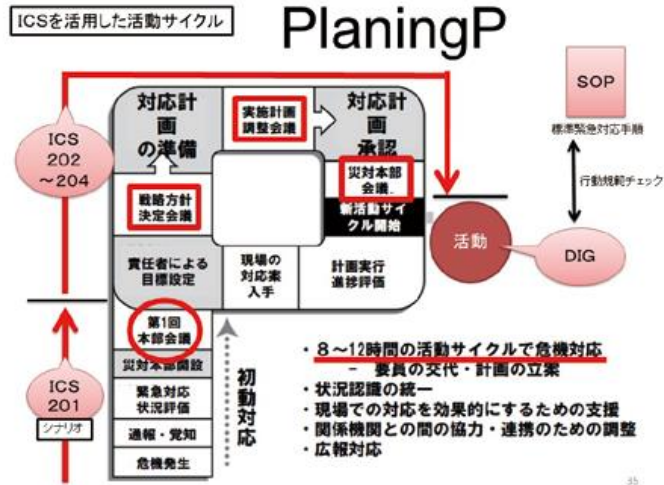 ICSを活用した活動サイクル
PlaningP
対応計
画
の準備
実施計画
調整会議
対応計
画
承認
戦略方針
決定会議
災対本部
会議
新活動サイ
クル開始
責任者による
目標設定
現場の
対応案
入手
計画実行
進捗評価
第1回
本部会議
災対本部開設
緊急対応
状況評価
通報・覚知
危機発生
初動対応
ICS
202
~204
ICS
201
シナリオ
活動
SOP
標準緊急対応手順
行動規範チェック
DIG
・8~12時間の活動サイクルで危機対応
- 要員の交代・計画の立案
・状況認識の統一
・現場での対応を効果的にするための支援
・関係機関との間の協力・連携のための調整
・広報対応
35